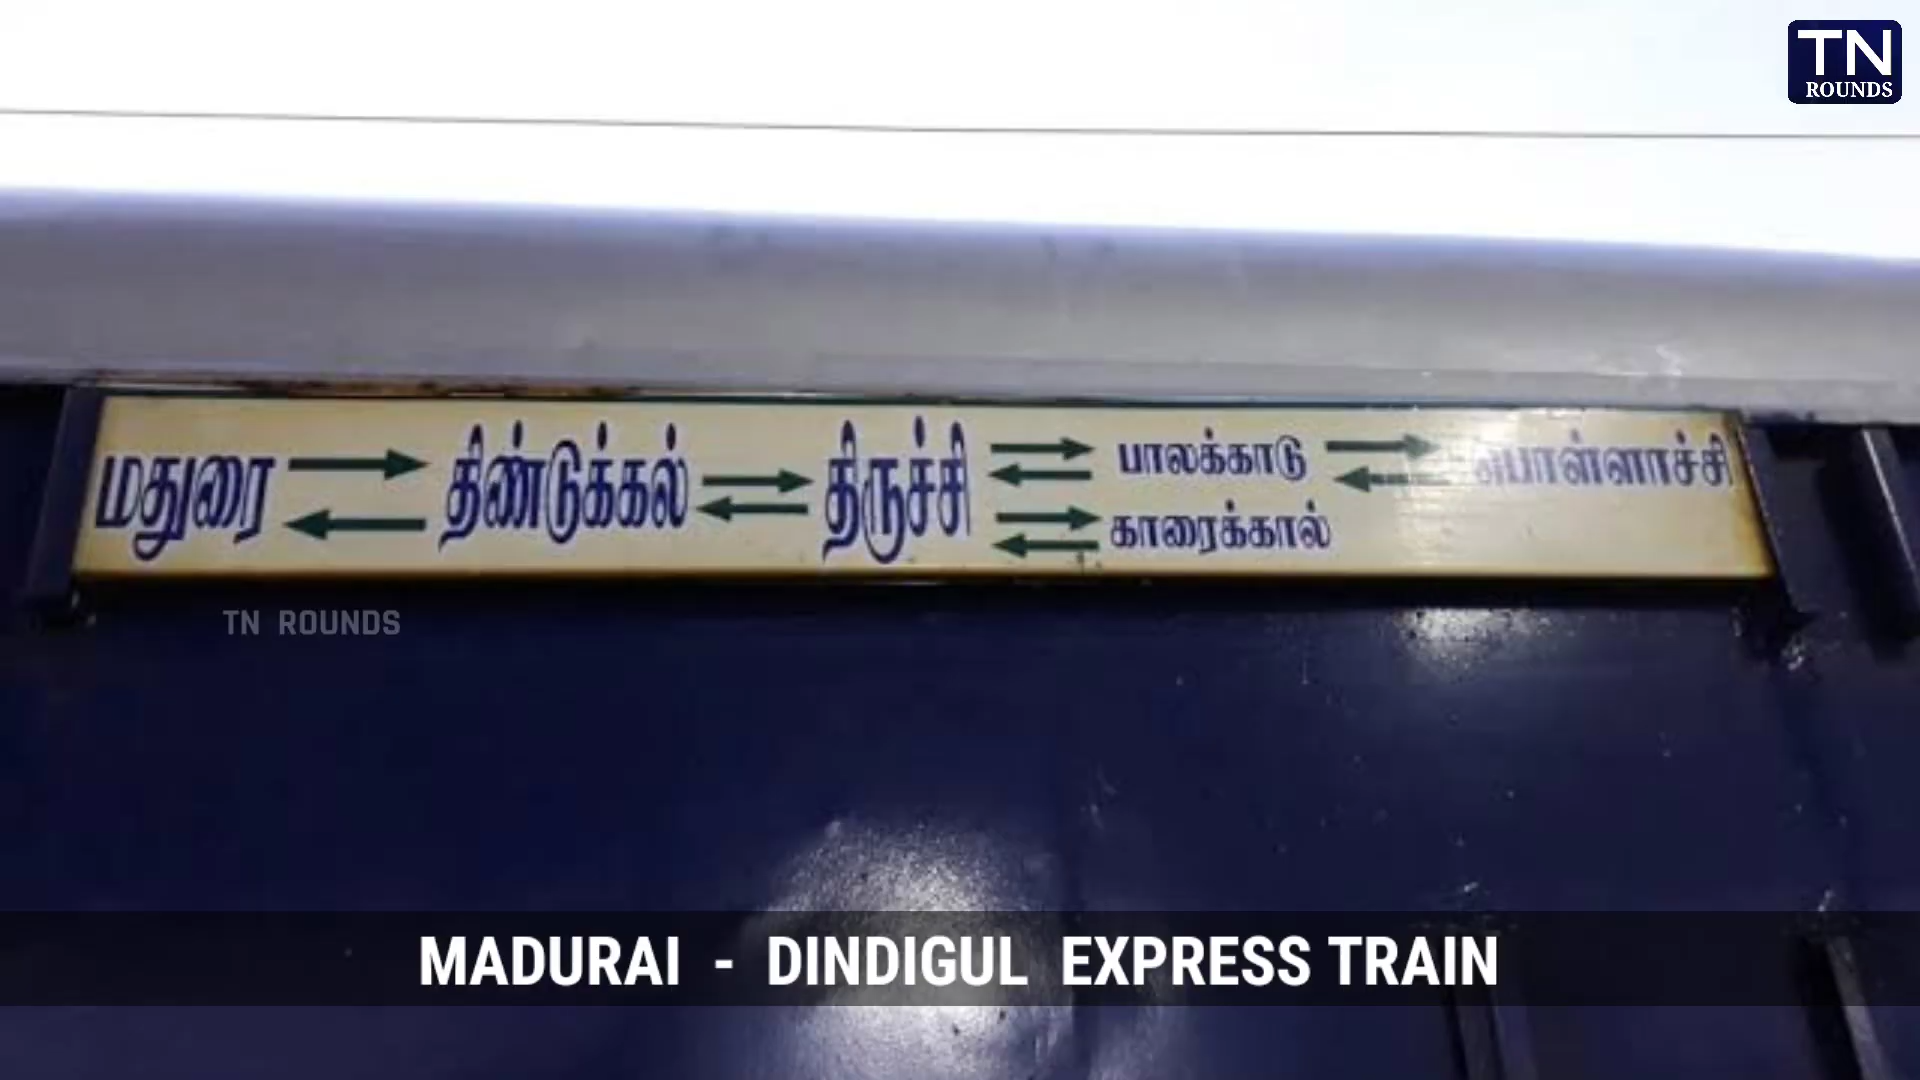 TN
ROUNDS
மதுரை திண்டுக்கல் திருச்சி பாலக்காடு பொள்ளாச்சி
காரைக்கால்
TN ROUNDS
MADURAI - DINDIGUL EXPRESS TRAIN